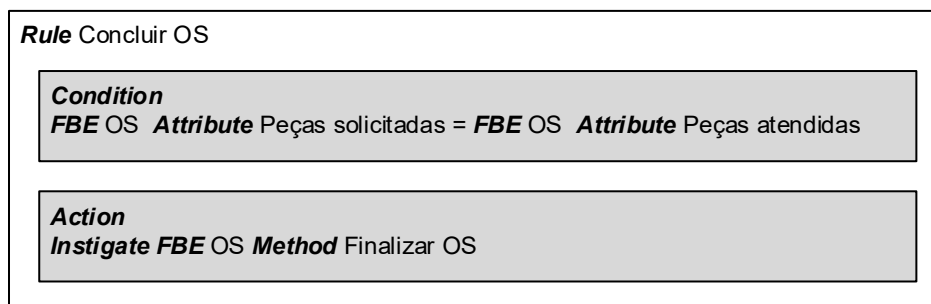 Rule Concluir OS
Condition
FBE OS Attribute Peças solicitadas = FBE OS Attribute Peças atendidas
Action
Instigate FBE OS Method Finalizar OS